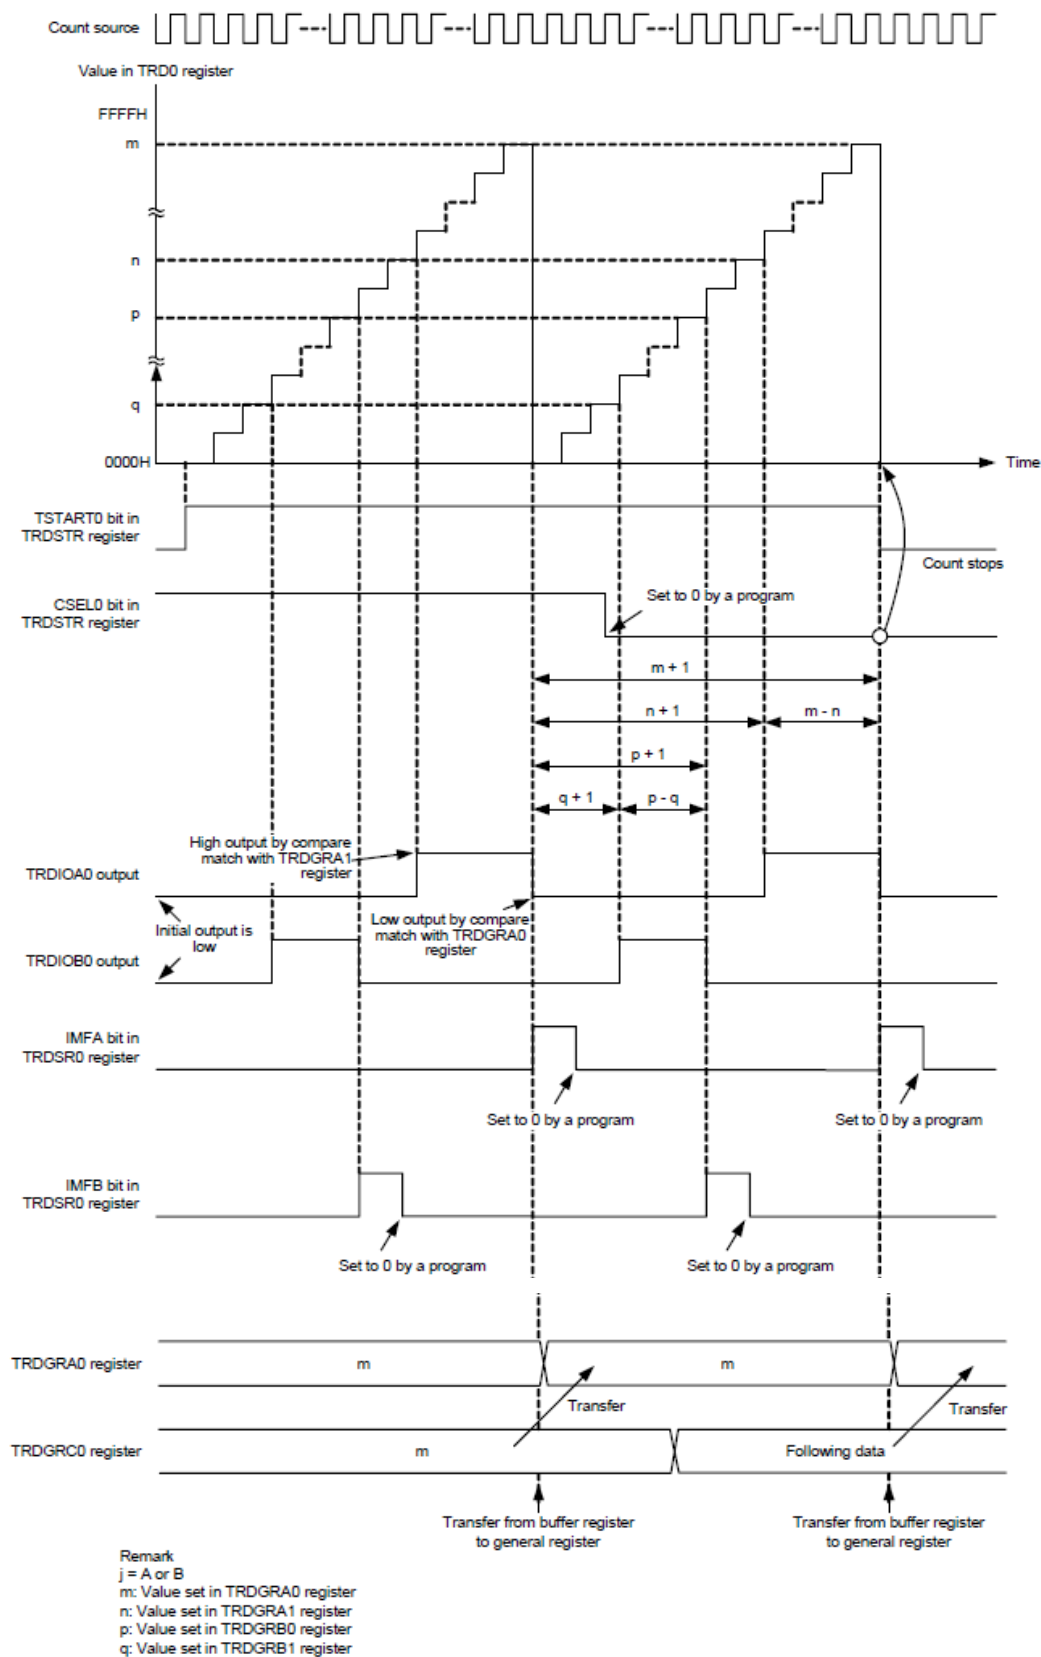 Count source
Value in TRD0 register
FFFFH
m
n
p
q
0000H
Time
TSTART0 bit in
TRDSTR register
Count stops
CSEL0 bit in
TRDSTR register
Set to 0 by a program
m + 1
n + 1
m - n
p + 1
q + 1
p - q
High output by compare
match with TRDGRA1
register
TRDIOA0 output
Initial output is
low
Low output by compare
match with TRDGRA0
register
TRDIOB0 output
IMFA bit in
TRDSR0 register
Set to 0 by a program
Set to 0 by a program
IMFB bit in
TRDSR0 register
Set to 0 by a program
Set to 0 by a program
TRDGRA0 register
m
m
Transfer
Transfer
TRDGRC0 register
m
Following data
Transfer from buffer register
to general register
Transfer from buffer register
to general register
Remark
j = A or B
m: Value set in TRDGRA0 register
n: Value set in TRDGRA1 register
p: Value set in TRDGRB0 register
q: Value set in TRDGRB1 register